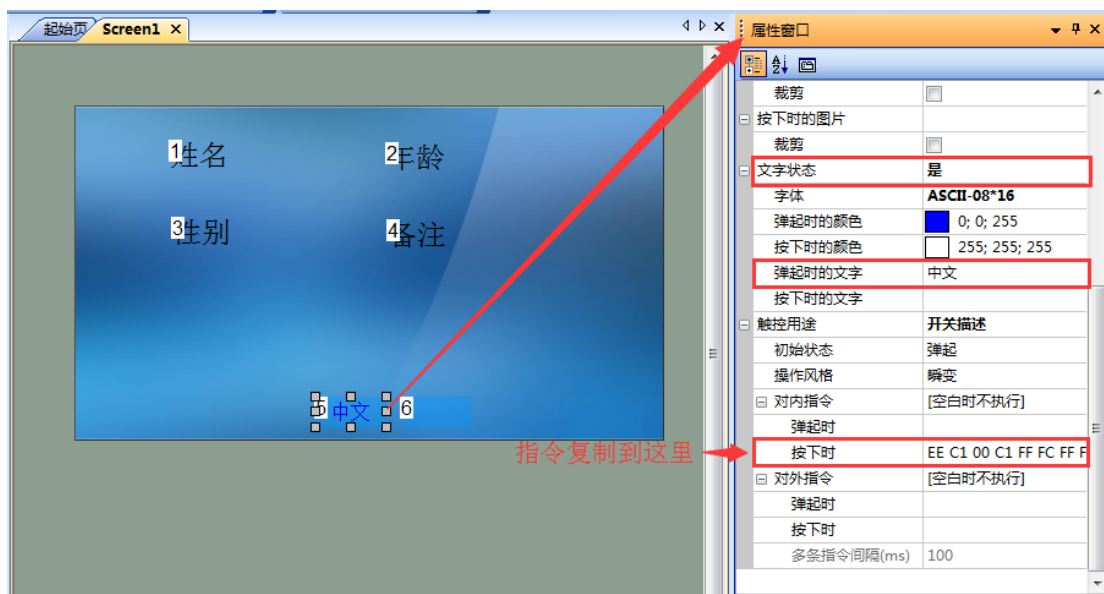 起始页 Screen1
属性窗口
裁剪
按下时的图片
裁剪
文字状态 是
字体 ASCII-08*16
弹起时的颜色 0; 0; 255
按下时的颜色 255; 255; 255
弹起时的文字 中文
按下时的文字
触控用途 开关描述
初始状态 弹起
操作风格 瞬变
对内指令 [空白时不执行]
弹起时
按下时 EE C1 00 C1 FF FC FF F
对外指令 [空白时不执行]
弹起时
按下时
多条指令间隔(ms) 100
1 姓名 2 年龄
3 性别 4 备注
5 中文 6
指令复制到这里